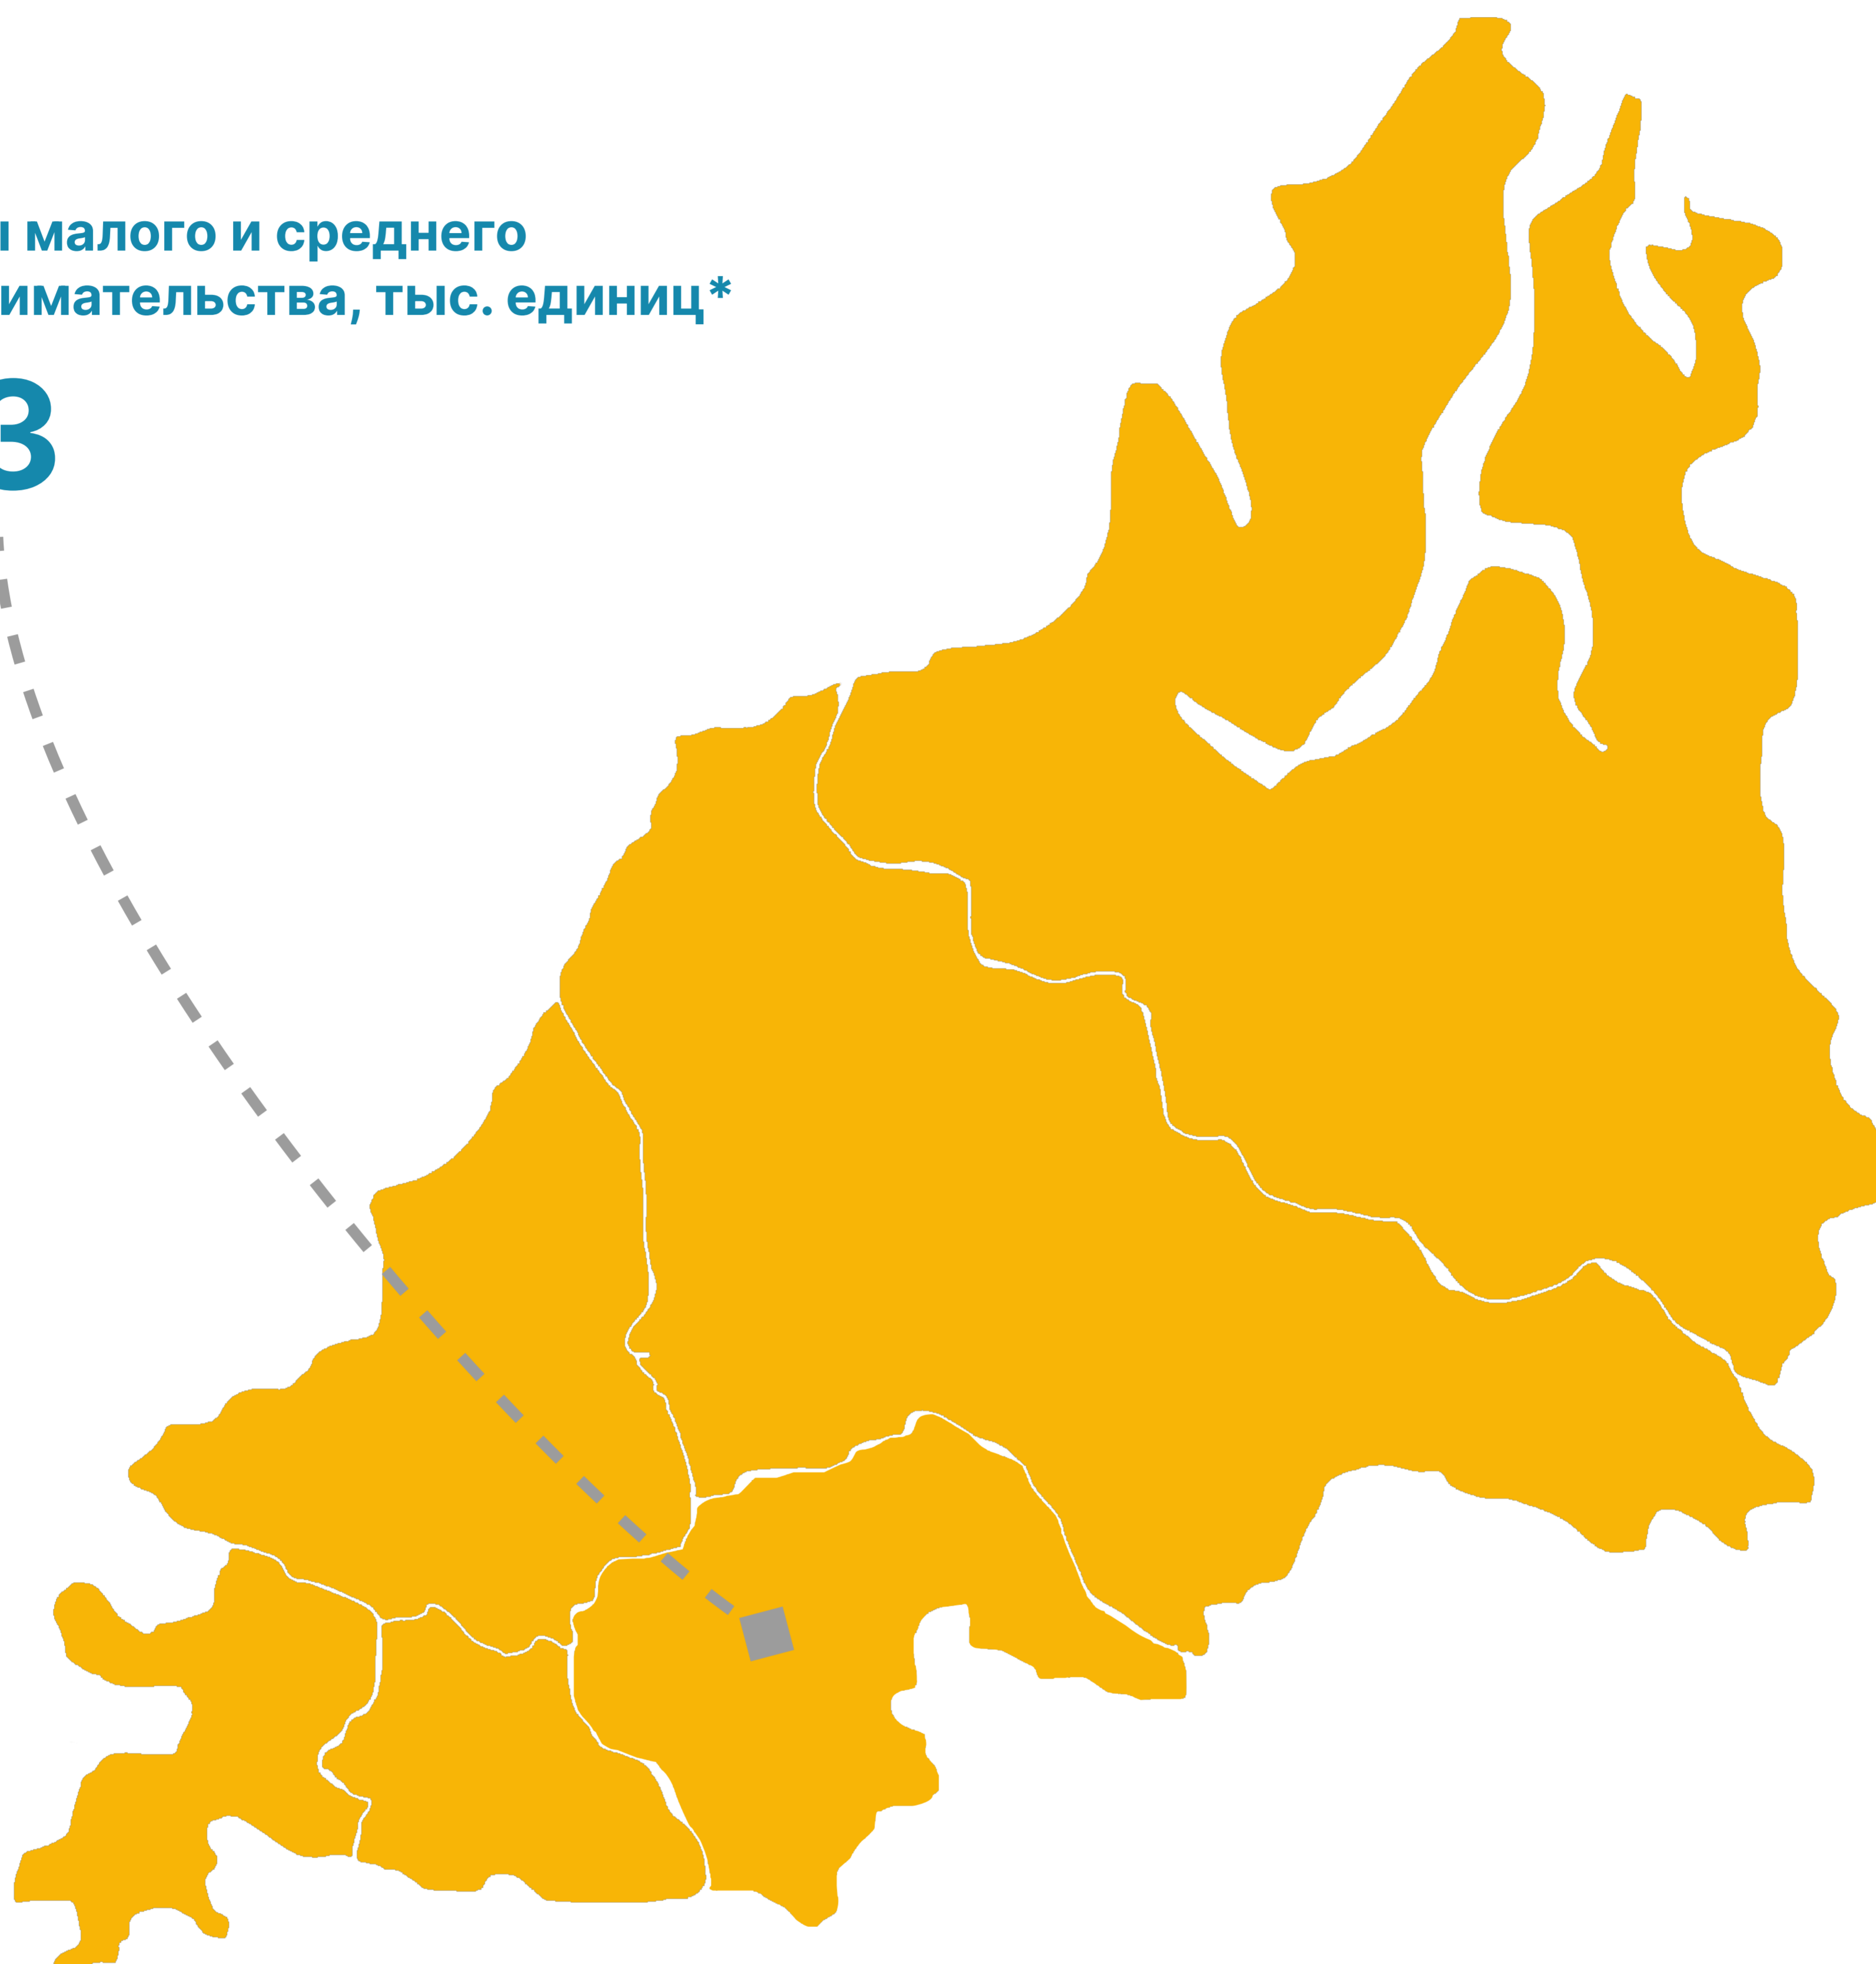 малого и среднего
имательства, тыс. единиц*
3